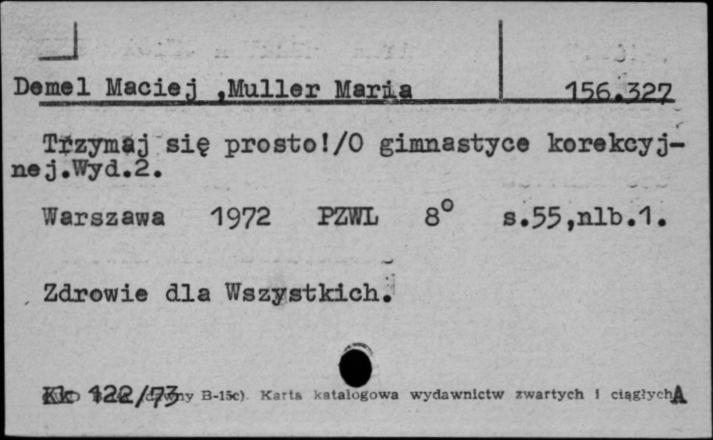 Demel Maciej ,Muller Maria 156.327
Trzymaj się prosto!/O gimnastyce korekcyj-
nej.Wyd.2.
Warszawa 1972 PZWL 8° s.55,nlb.1.
Zdrowie dla Wszystkich.
Kk 122/73 B-15c). Karta katalogowa wydawnictw zwartych i ciągłych A